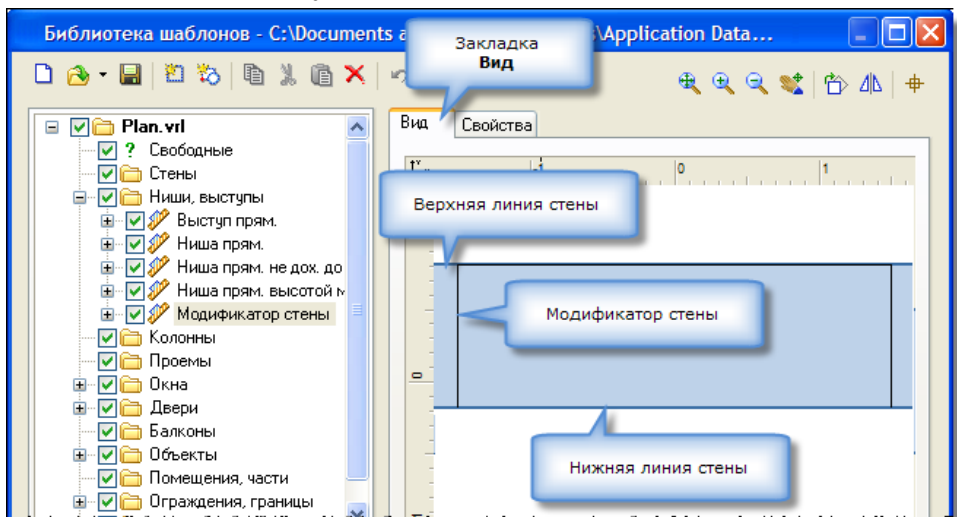 Библиотека шаблонов - C:\Documents a
\Application Data...
Закладка
Вид
Вид
Свойства
Plan.vrl
? Свободные
Стены
Ниши, выступы
Выступ прям.
Ниша прям.
Ниша прям. не дох. до
Ниша прям. высотой м
Модификатор стены
Колонны
Проемы
Окна
Двери
Балконы
Объекты
Помещения, части
Ограждения, границы
-1 0 1
Верхняя линия стены
Модификатор стены
0
Нижняя линия стены